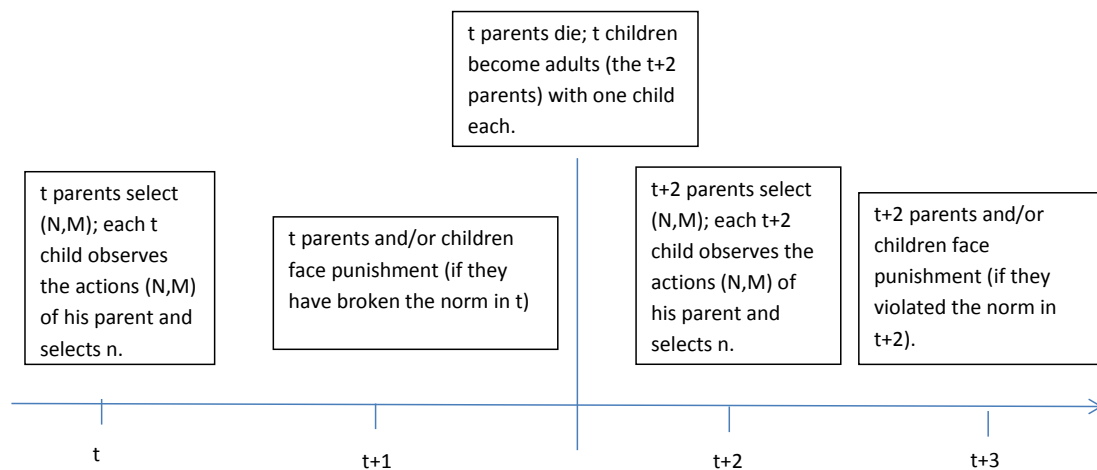 t parents die; t children
become adults (the t+2
parents) with one child
each.
t parents select
(N,M); each t
child observes
the actions (N,M)
of his parent and
selects n.
t parents and/or children
face punishment (if they
have broken the norm in t)
t+2 parents select
(N,M); each t+2
child observes the
actions (N,M) of
his parent and
selects n.
t+2 parents and/or
children face
punishment (if they
violated the norm in
t+2).
t
t+1
t+2
t+3